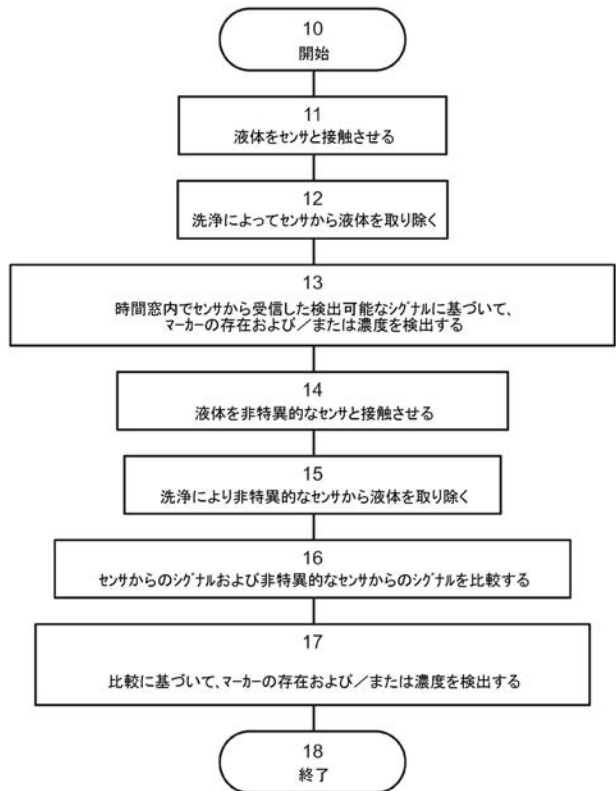 10
開始
11
液体をセンサと接触させる
12
洗浄によってセンサから液体を取り除く
13
時間窓内でセンサから受信した検出可能なシグナルに基づいて、
マーカーの存在および/または濃度を検出する
14
液体を非特異的なセンサと接触させる
15
洗浄により非特異的なセンサから液体を取り除く
16
センサからのシグナルおよび非特異的なセンサからのシグナルを比較する
17
比較に基づいて、マーカーの存在および/または濃度を検出する
18
終了